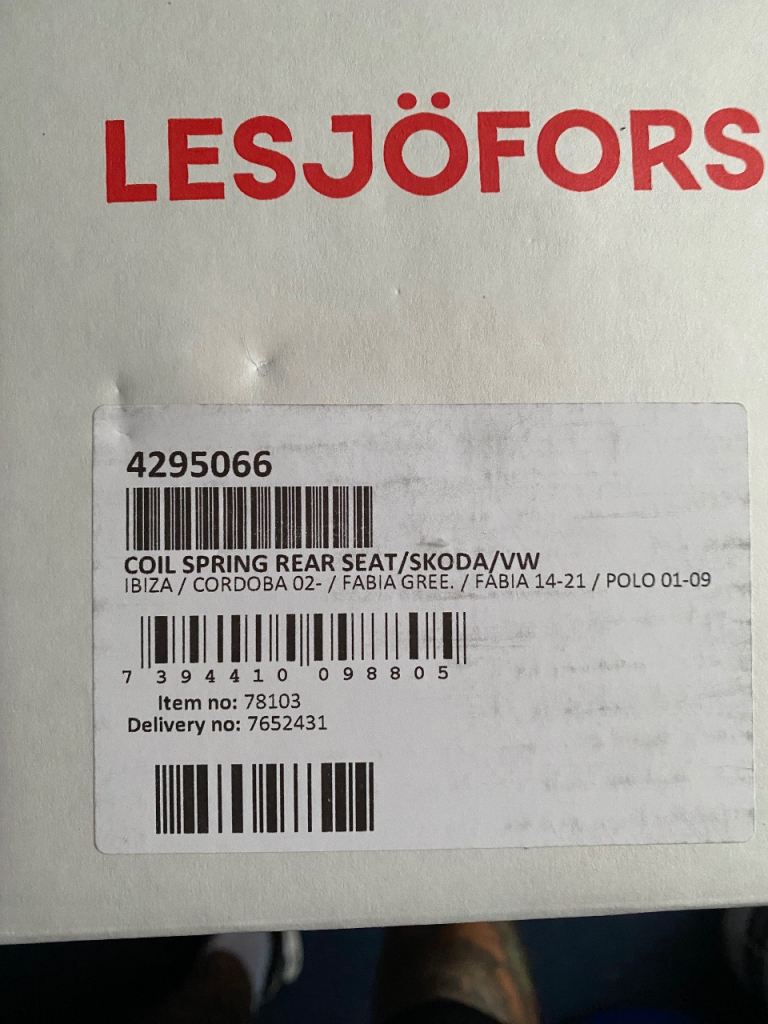 LESJÖFORS
4295066
COIL SPRING REAR SEAT/SKODA/VW
IBIZA / CORDOBA 02- / FABIA GREE. / FABIA 14-21 / POLO 01-09
7 394410 098805
Item no: 78103
Delivery no: 7652431